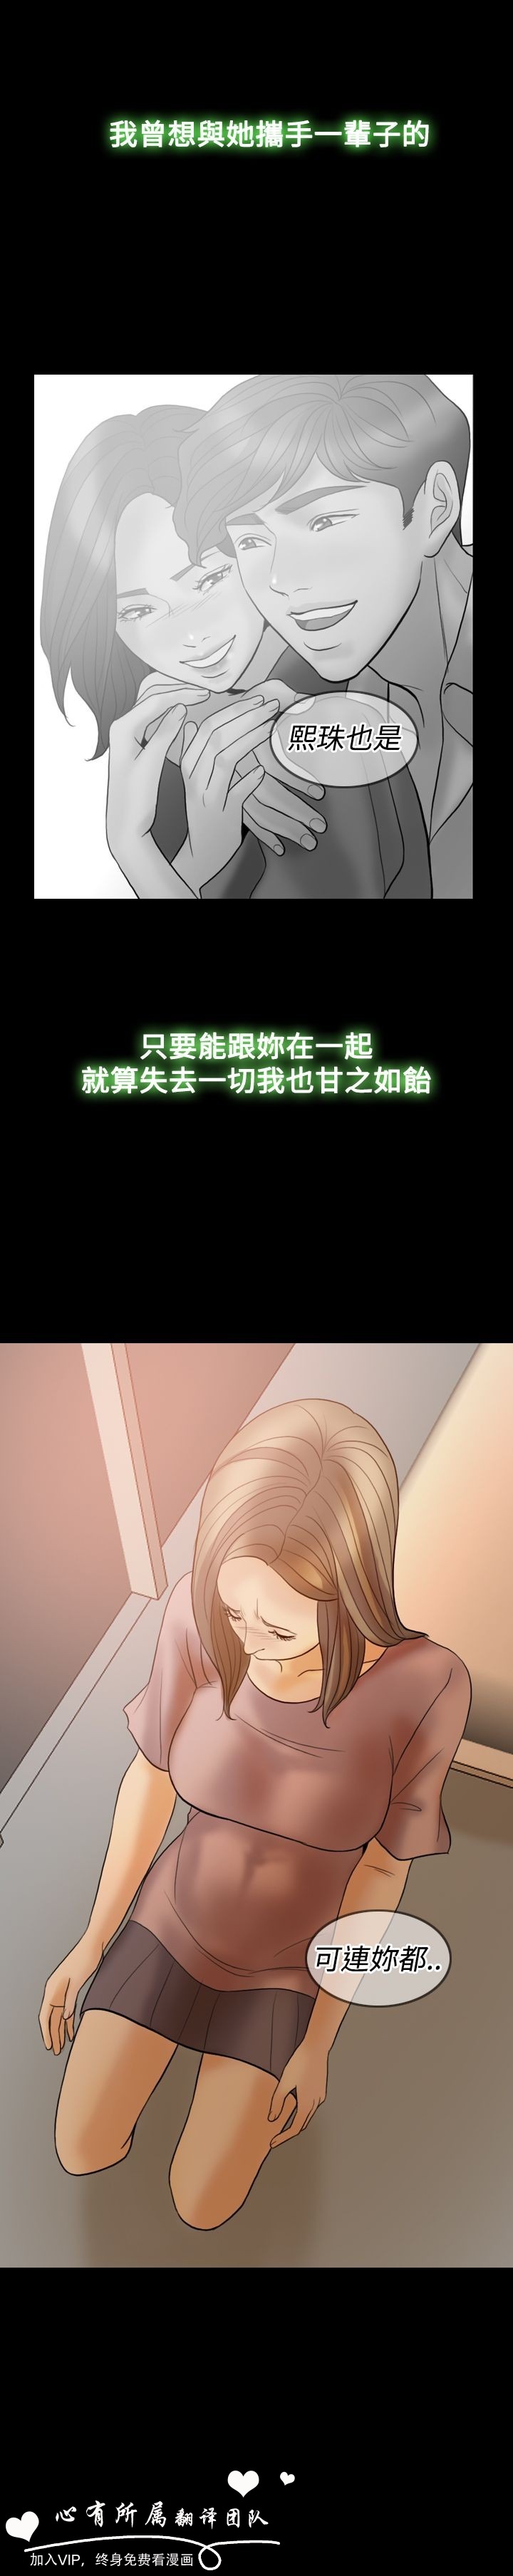 我曾想與她攜手一輩子的
熙珠也是
只要能跟妳在一起
就算失去一切我也甘之如飴
可連妳都..
心有所属翻译团队
加入VIP，终身免费看漫画